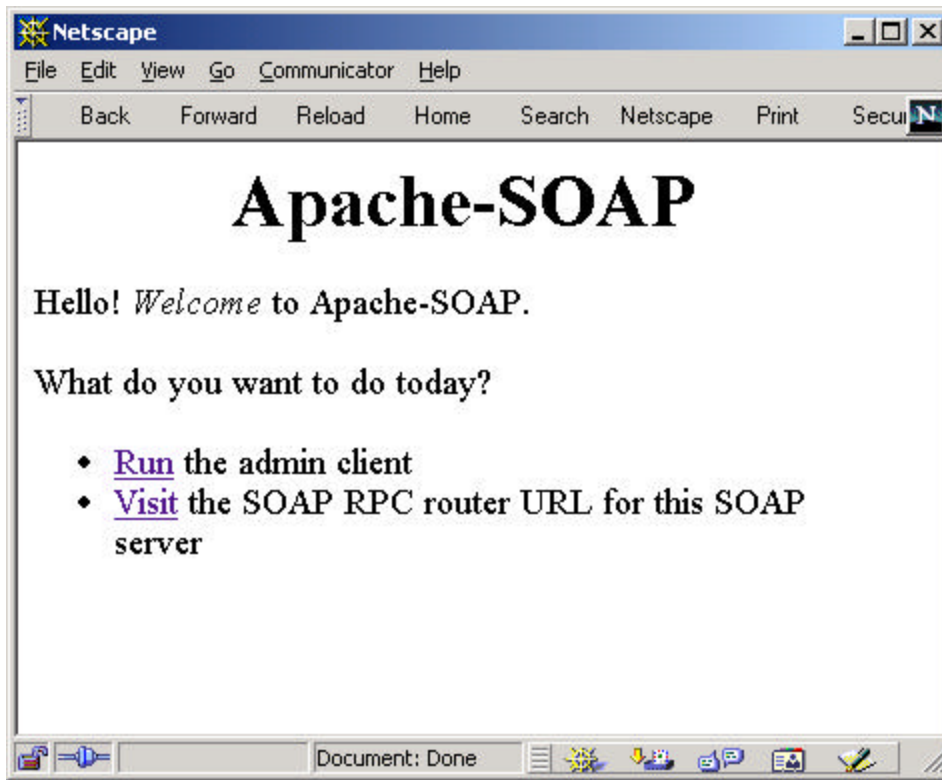 Netscape
File Edit View Go Communicator Help
Back Forward Reload Home Search Netscape Print Secu N
Apache-SOAP
Hello! Welcome to Apache-SOAP.
What do you want to do today?
• Run the admin client
• Visit the SOAP RPC router URL for this SOAP
server
Document: Done